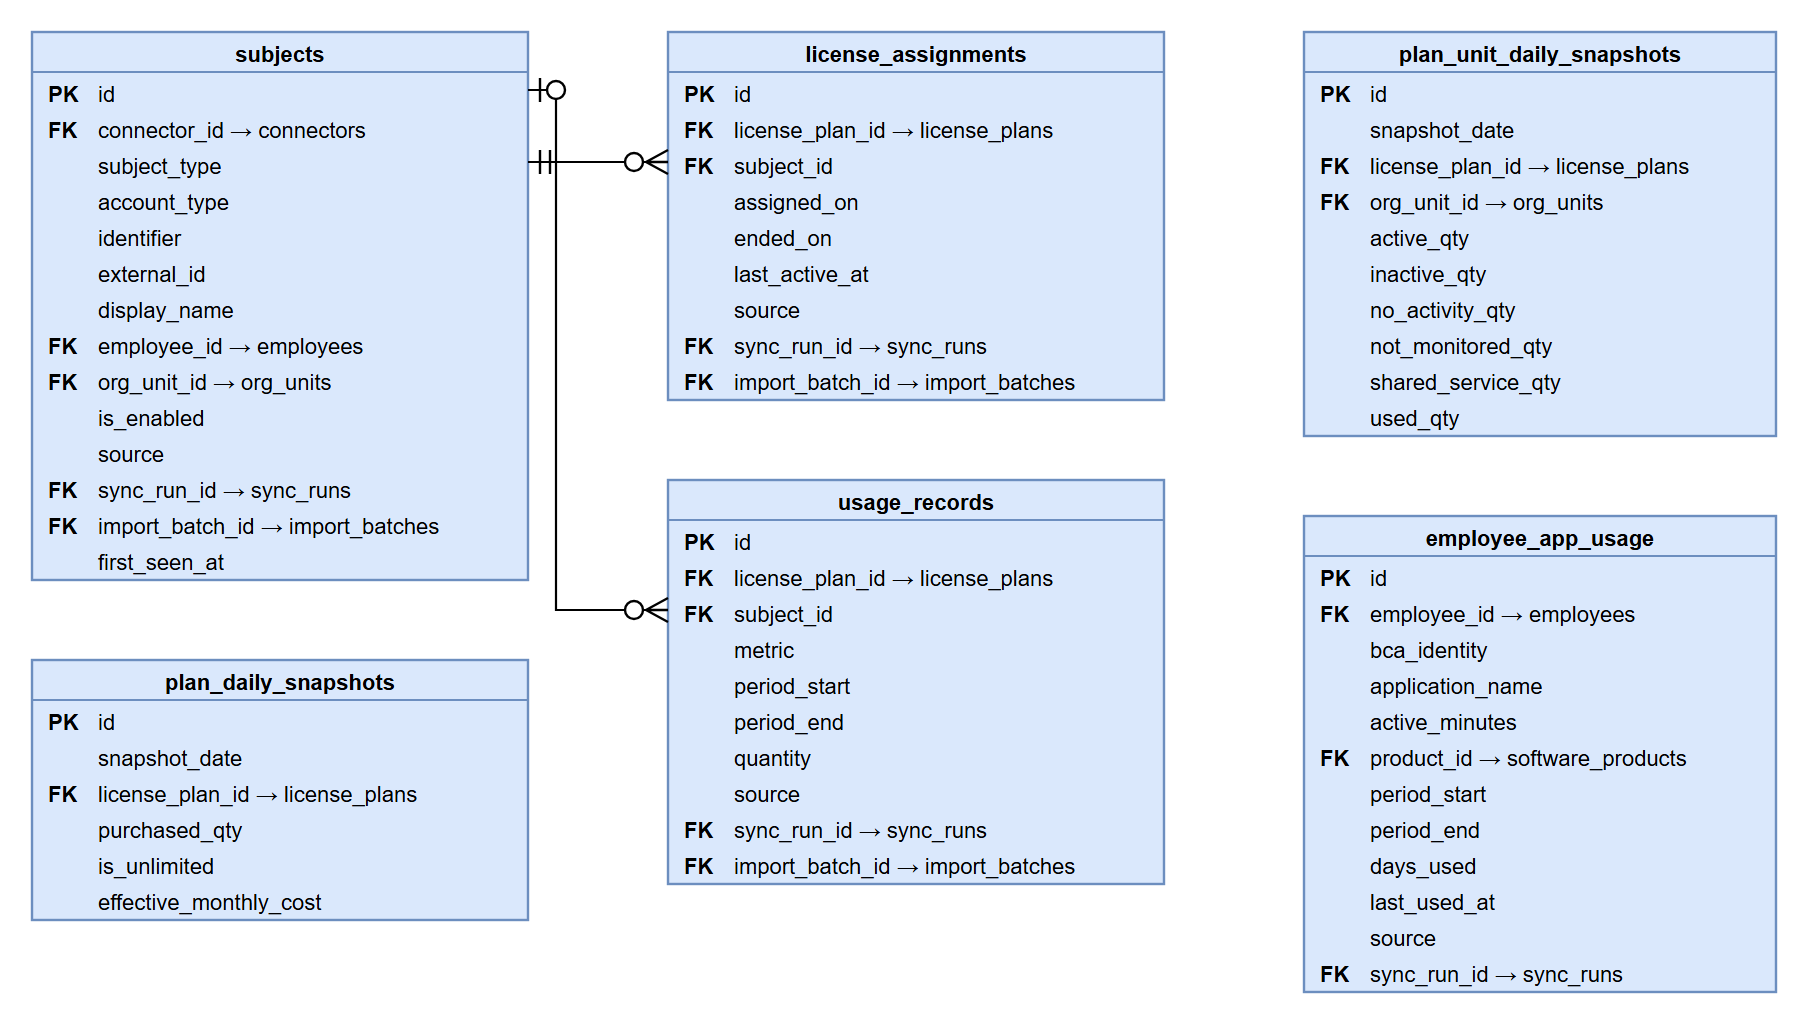 subjects
PK id
FK connector_id → connectors
subject_type
account_type
identifier
external_id
display_name
FK employee_id → employees
FK org_unit_id → org_units
is_enabled
source
FK sync_run_id → sync_runs
FK import_batch_id → import_batches
first_seen_at
plan_daily_snapshots
PK id
snapshot_date
FK license_plan_id → license_plans
purchased_qty
is_unlimited
effective_monthly_cost
license_assignments
PK id
FK license_plan_id → license_plans
FK subject_id
assigned_on
ended_on
last_active_at
source
FK sync_run_id → sync_runs
FK import_batch_id → import_batches
usage_records
PK id
FK license_plan_id → license_plans
FK subject_id
metric
period_start
period_end
quantity
source
FK sync_run_id → sync_runs
FK import_batch_id → import_batches
plan_unit_daily_snapshots
PK id
snapshot_date
FK license_plan_id → license_plans
FK org_unit_id → org_units
active_qty
inactive_qty
no_activity_qty
not_monitored_qty
shared_service_qty
used_qty
employee_app_usage
PK id
FK employee_id → employees
bca_identity
application_name
active_minutes
FK product_id → software_products
period_start
period_end
days_used
last_used_at
source
FK sync_run_id → sync_runs